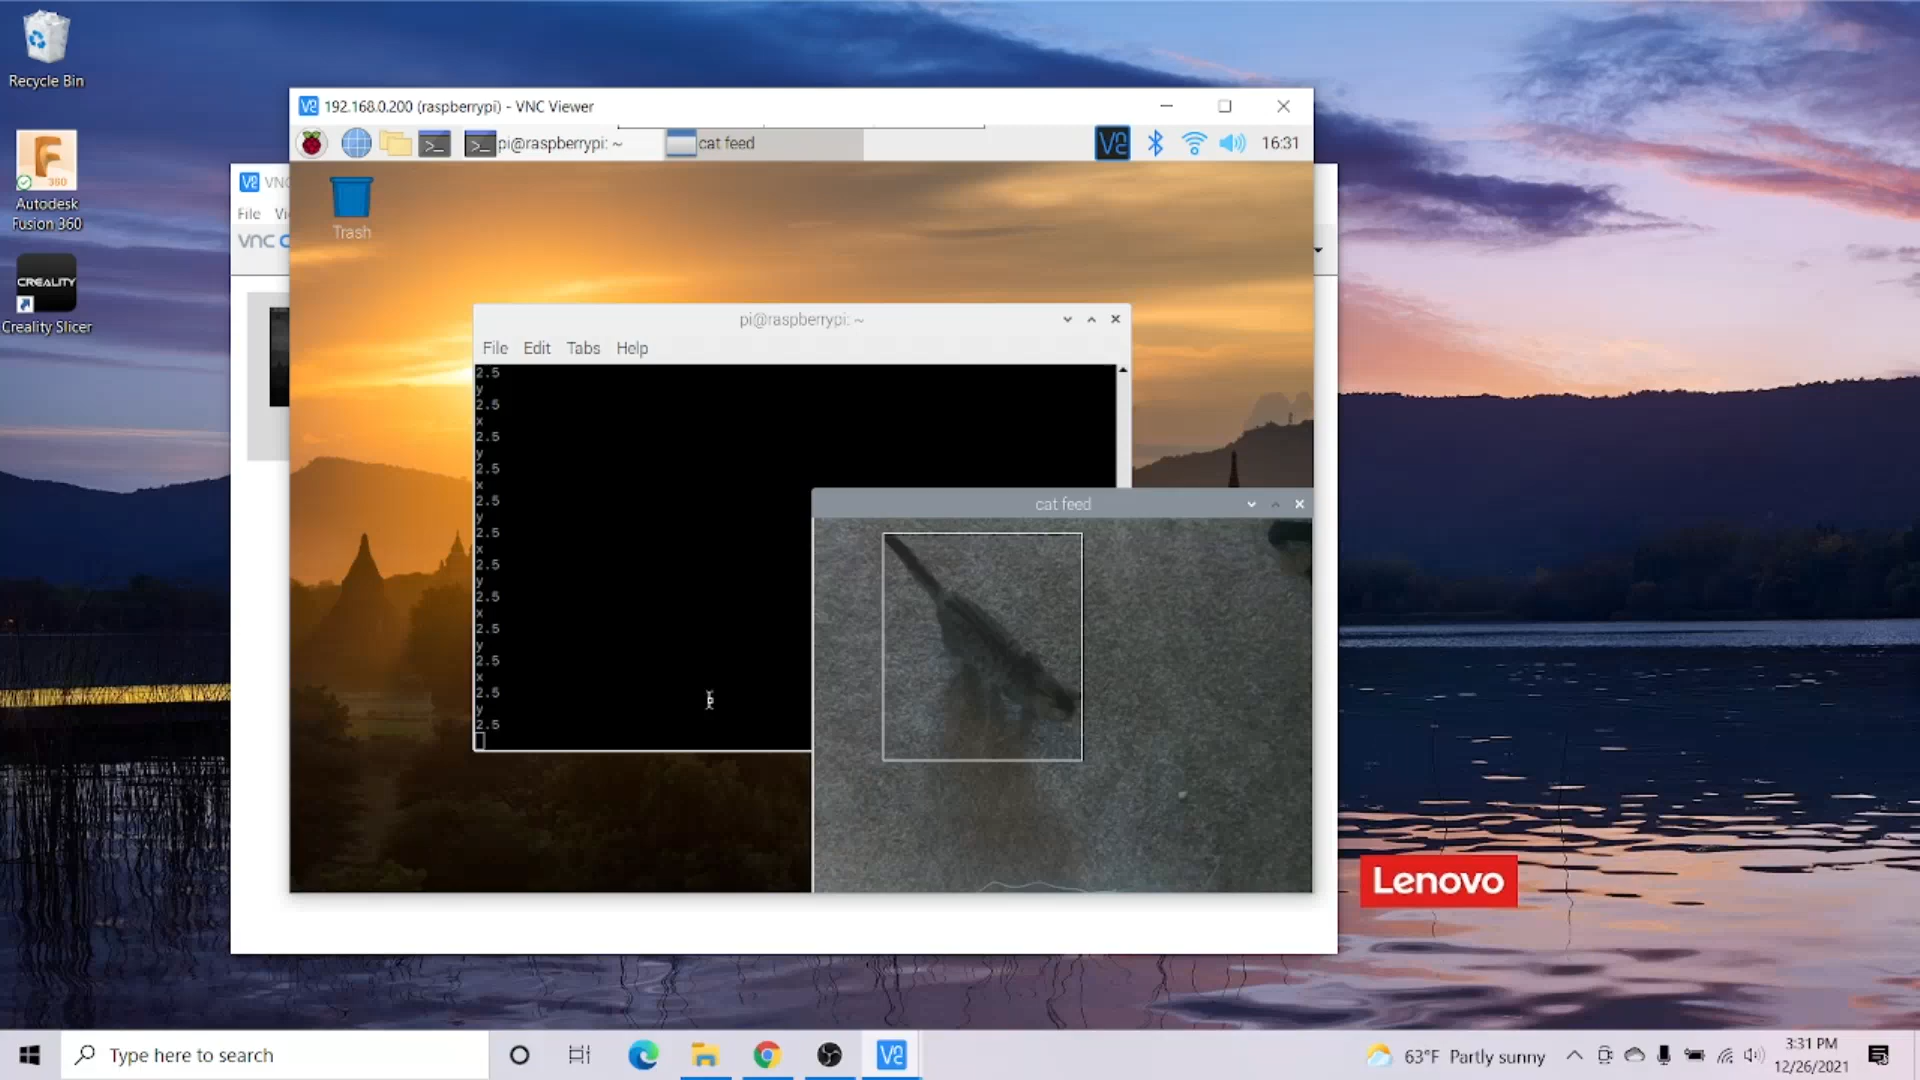 Recycle Bin
F
360
Autodesk
Fusion 360
CREALITY
Creality Slicer
VNC
File
vnc
192.168.0.200 (raspberrypi) - VNC Viewer
pi@raspberrypi: ~
cat feed
16:31
Trash
pi@raspberrypi: ~
File Edit Tabs Help
2.5
y
2.5
x
2.5
y
2.5
x
2.5
y
2.5
x
2.5
y
2.5
x
2.5
y
2.5
x
2.5
y
2.5
cat feed
Lenovo
Type here to search
63°F Partly sunny
3:31 PM
12/26/2021